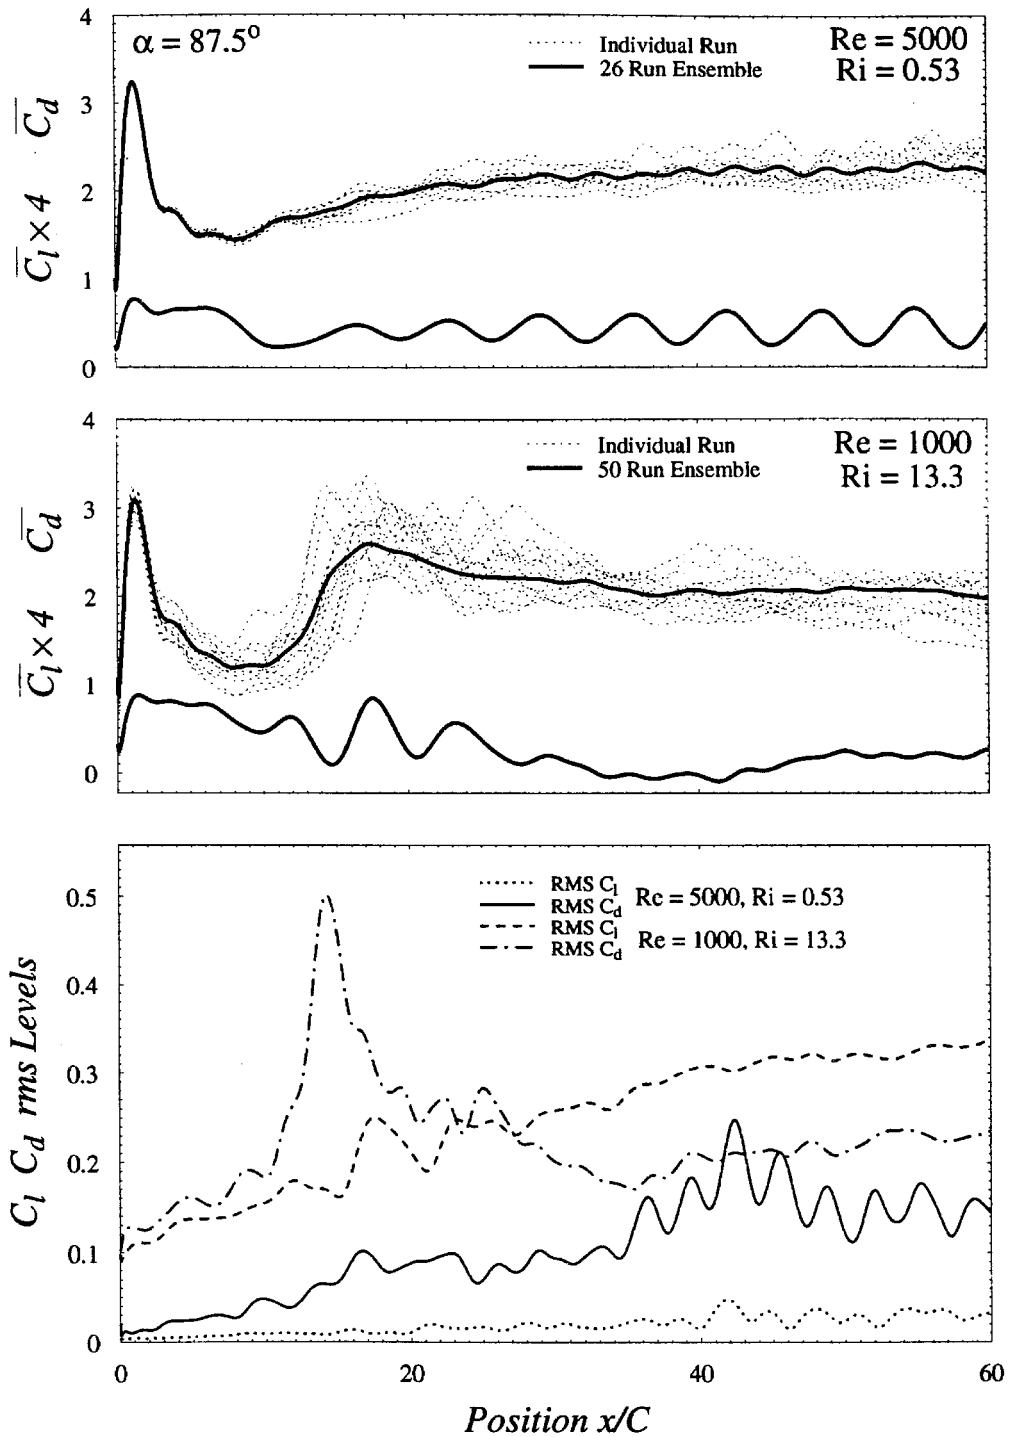 α = 87.5°
Individual Run
26 Run Ensemble
Re = 5000
Ri = 0.53
C̅l × 4 C̅d
4
3
2
1
0
Individual Run
50 Run Ensemble
Re = 1000
Ri = 13.3
C̅l × 4 C̅d
4
3
2
1
0
RMS Cl
RMS Cd
Re = 5000, Ri = 0.53
RMS Cl
RMS Cd
Re = 1000, Ri = 13.3
Cl Cd rms Levels
0.5
0.4
0.3
0.2
0.1
0
0 20 40 60
Position x/C